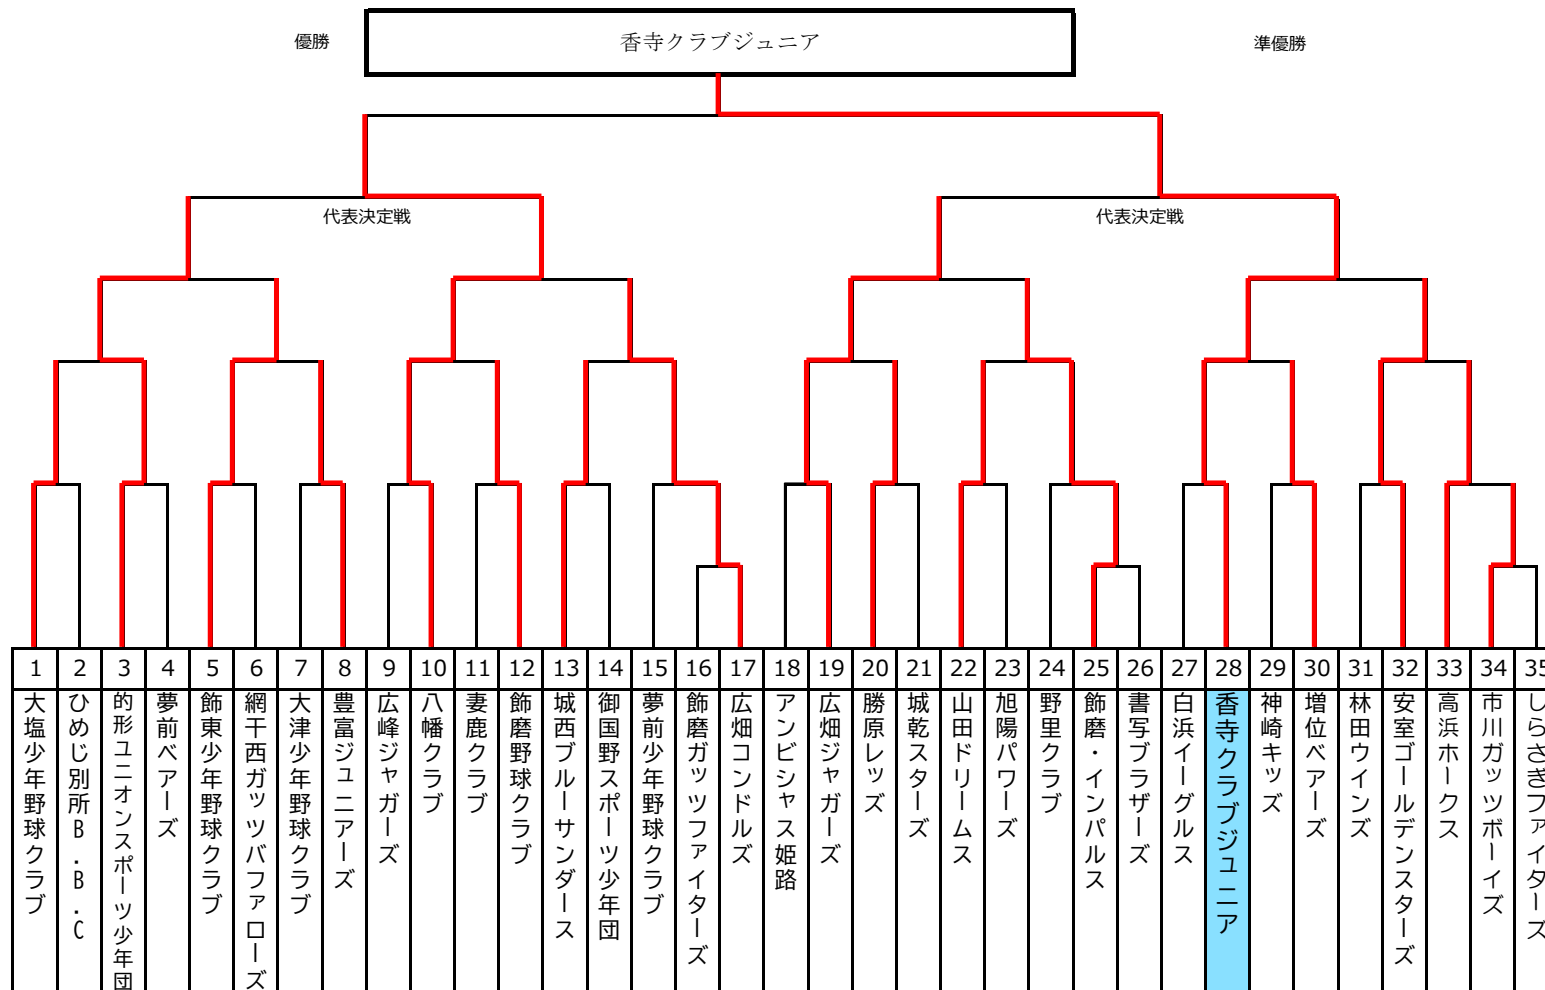 優勝
香寺クラブジュニア
準優勝
代表決定戦
代表決定戦
1 2 3 4 5 6 7 8 9 10 11 12 13 14 15 16 17 18 19 20 21 22 23 24 25 26 27 28 29 30 31 32 33 34 35
大塩少年野球クラブ
ひめじ別所B.B.C
的形ユニオンスポーツ少年団
夢前ベアーズ
飾東少年野球クラブ
網干西ガッツバファローズ
大津少年野球クラブ
豊富ジュニアーズ
広峰ジャガーズ
八幡クラブ
妻鹿クラブ
飾磨野球クラブ
城西ブルーサンダース
御国野スポーツ少年団
夢前少年野球クラブ
飾磨ガッツファイターズ
広畑コンドルズ
アンビシャス姫路
広畑ジャガーズ
勝原レッズ
城乾スターズ
山田ドリームス
旭陽パワーズ
野里クラブ
飾磨・インパルス
書写ブラザーズ
白浜イーグルス
香寺クラブジュニア
神崎キッズ
増位ベアーズ
林田ウインズ
安室ゴールデンスターズ
高浜ホークス
市川ガッツボーイズ
しらさぎファイターズ